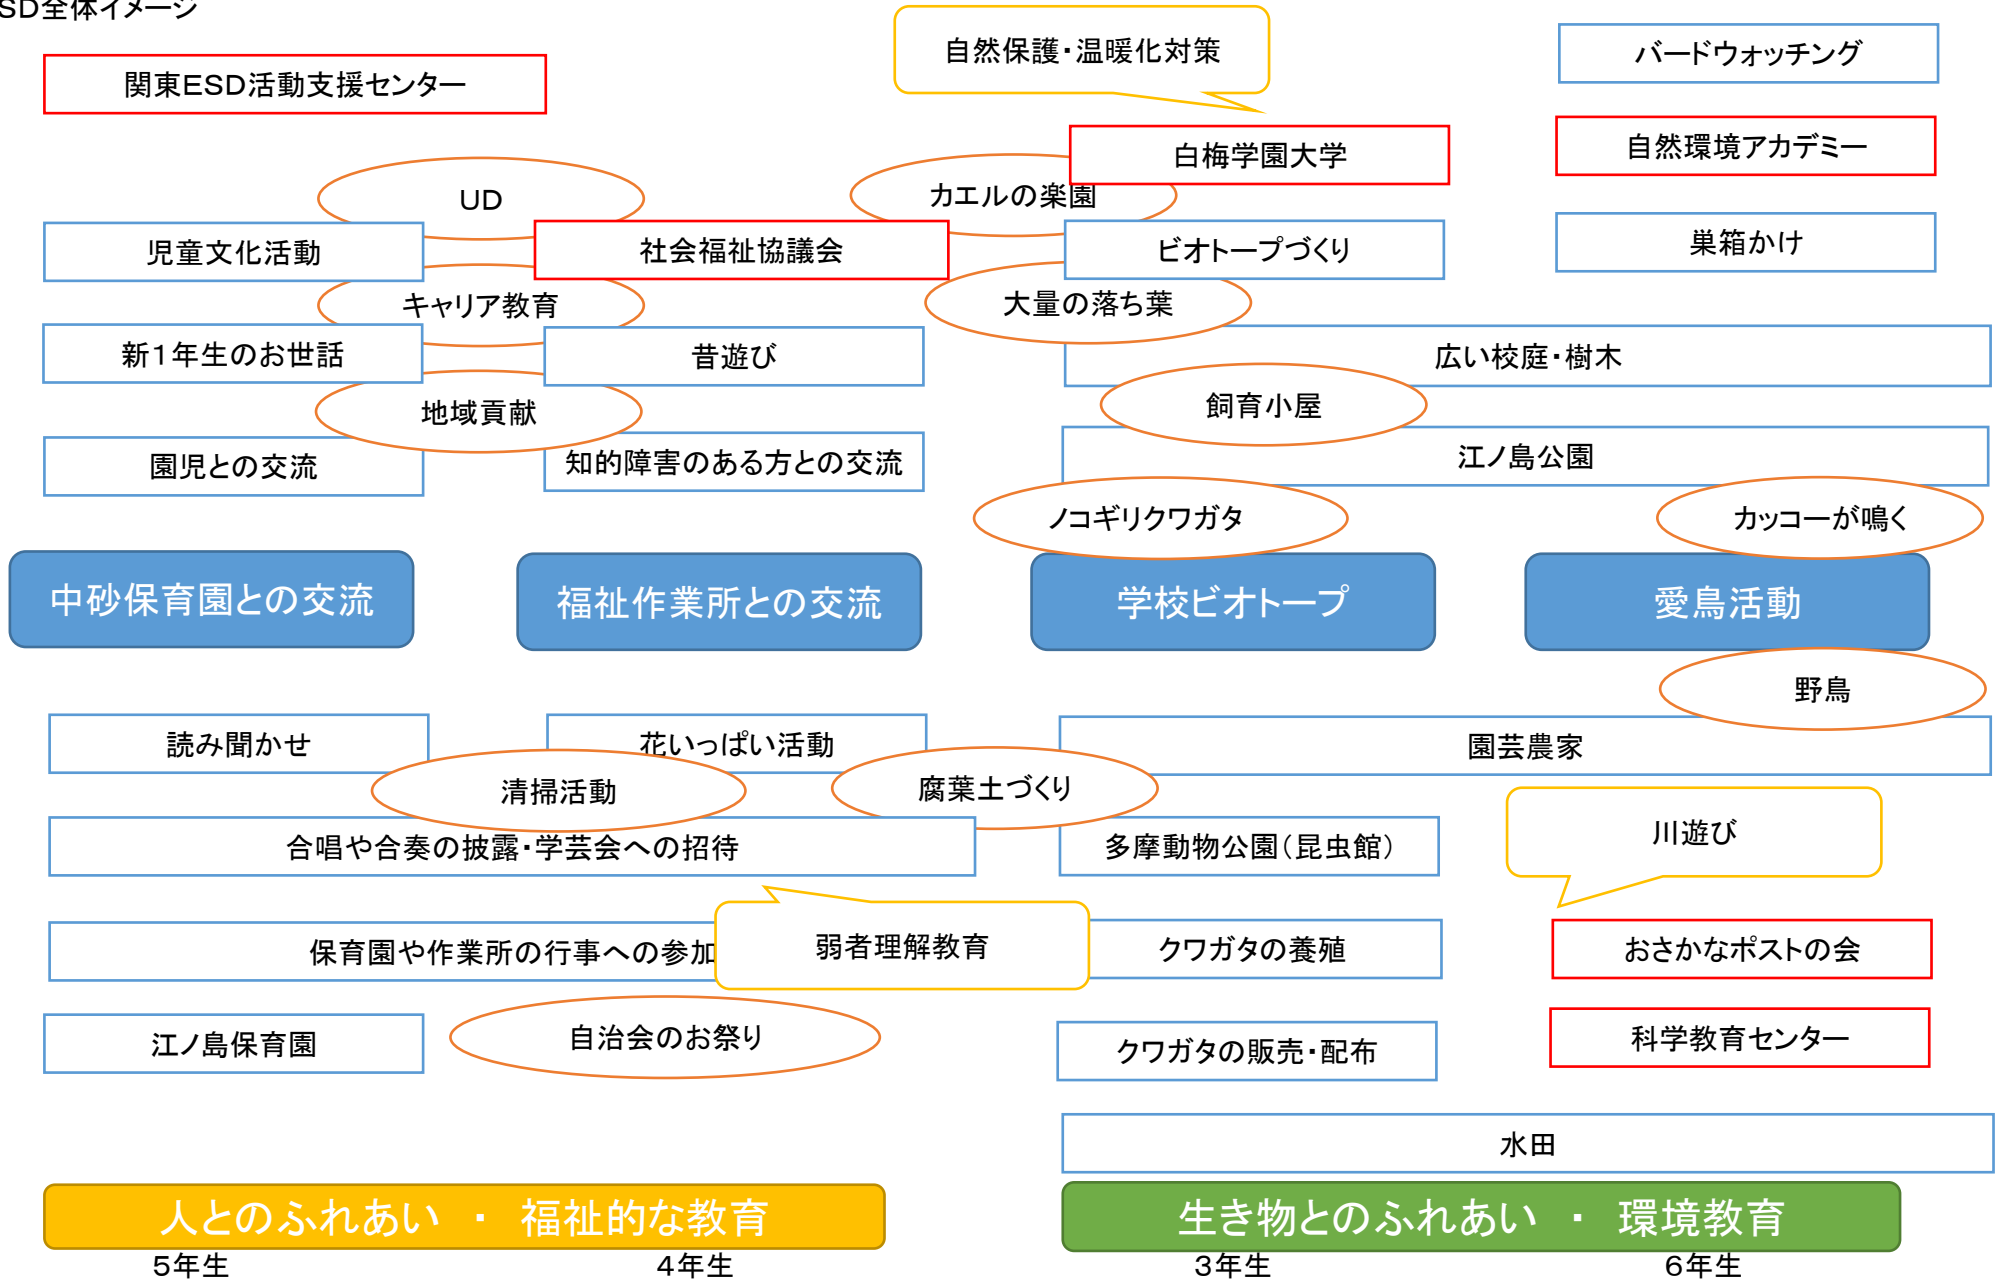 SD全体イメージ
自然保護・温暖化対策
バードウォッチング
関東ESD活動支援センター
白梅学園大学
自然環境アカデミー
UD
カエルの楽園
児童文化活動
社会福祉協議会
ビオトープづくり
巣箱かけ
キャリア教育
大量の落ち葉
新1年生のお世話
昔遊び
広い校庭・樹木
地域貢献
飼育小屋
園児との交流
知的障害のある方との交流
江ノ島公園
ノコギリクワガタ
カッコーが鳴く
中砂保育園との交流
福祉作業所との交流
学校ビオトープ
愛鳥活動
野鳥
読み聞かせ
花いっぱい活動
園芸農家
清掃活動
腐葉土づくり
合唱や合奏の披露・学芸会への招待
多摩動物公園(昆虫館)
川遊び
保育園や作業所の行事への参加
弱者理解教育
クワガタの養殖
おさかなポストの会
江ノ島保育園
自治会のお祭り
クワガタの販売・配布
科学教育センター
水田
人とのふれあい ・ 福祉的な教育
生き物とのふれあい ・ 環境教育
5年生
4年生
3年生
6年生